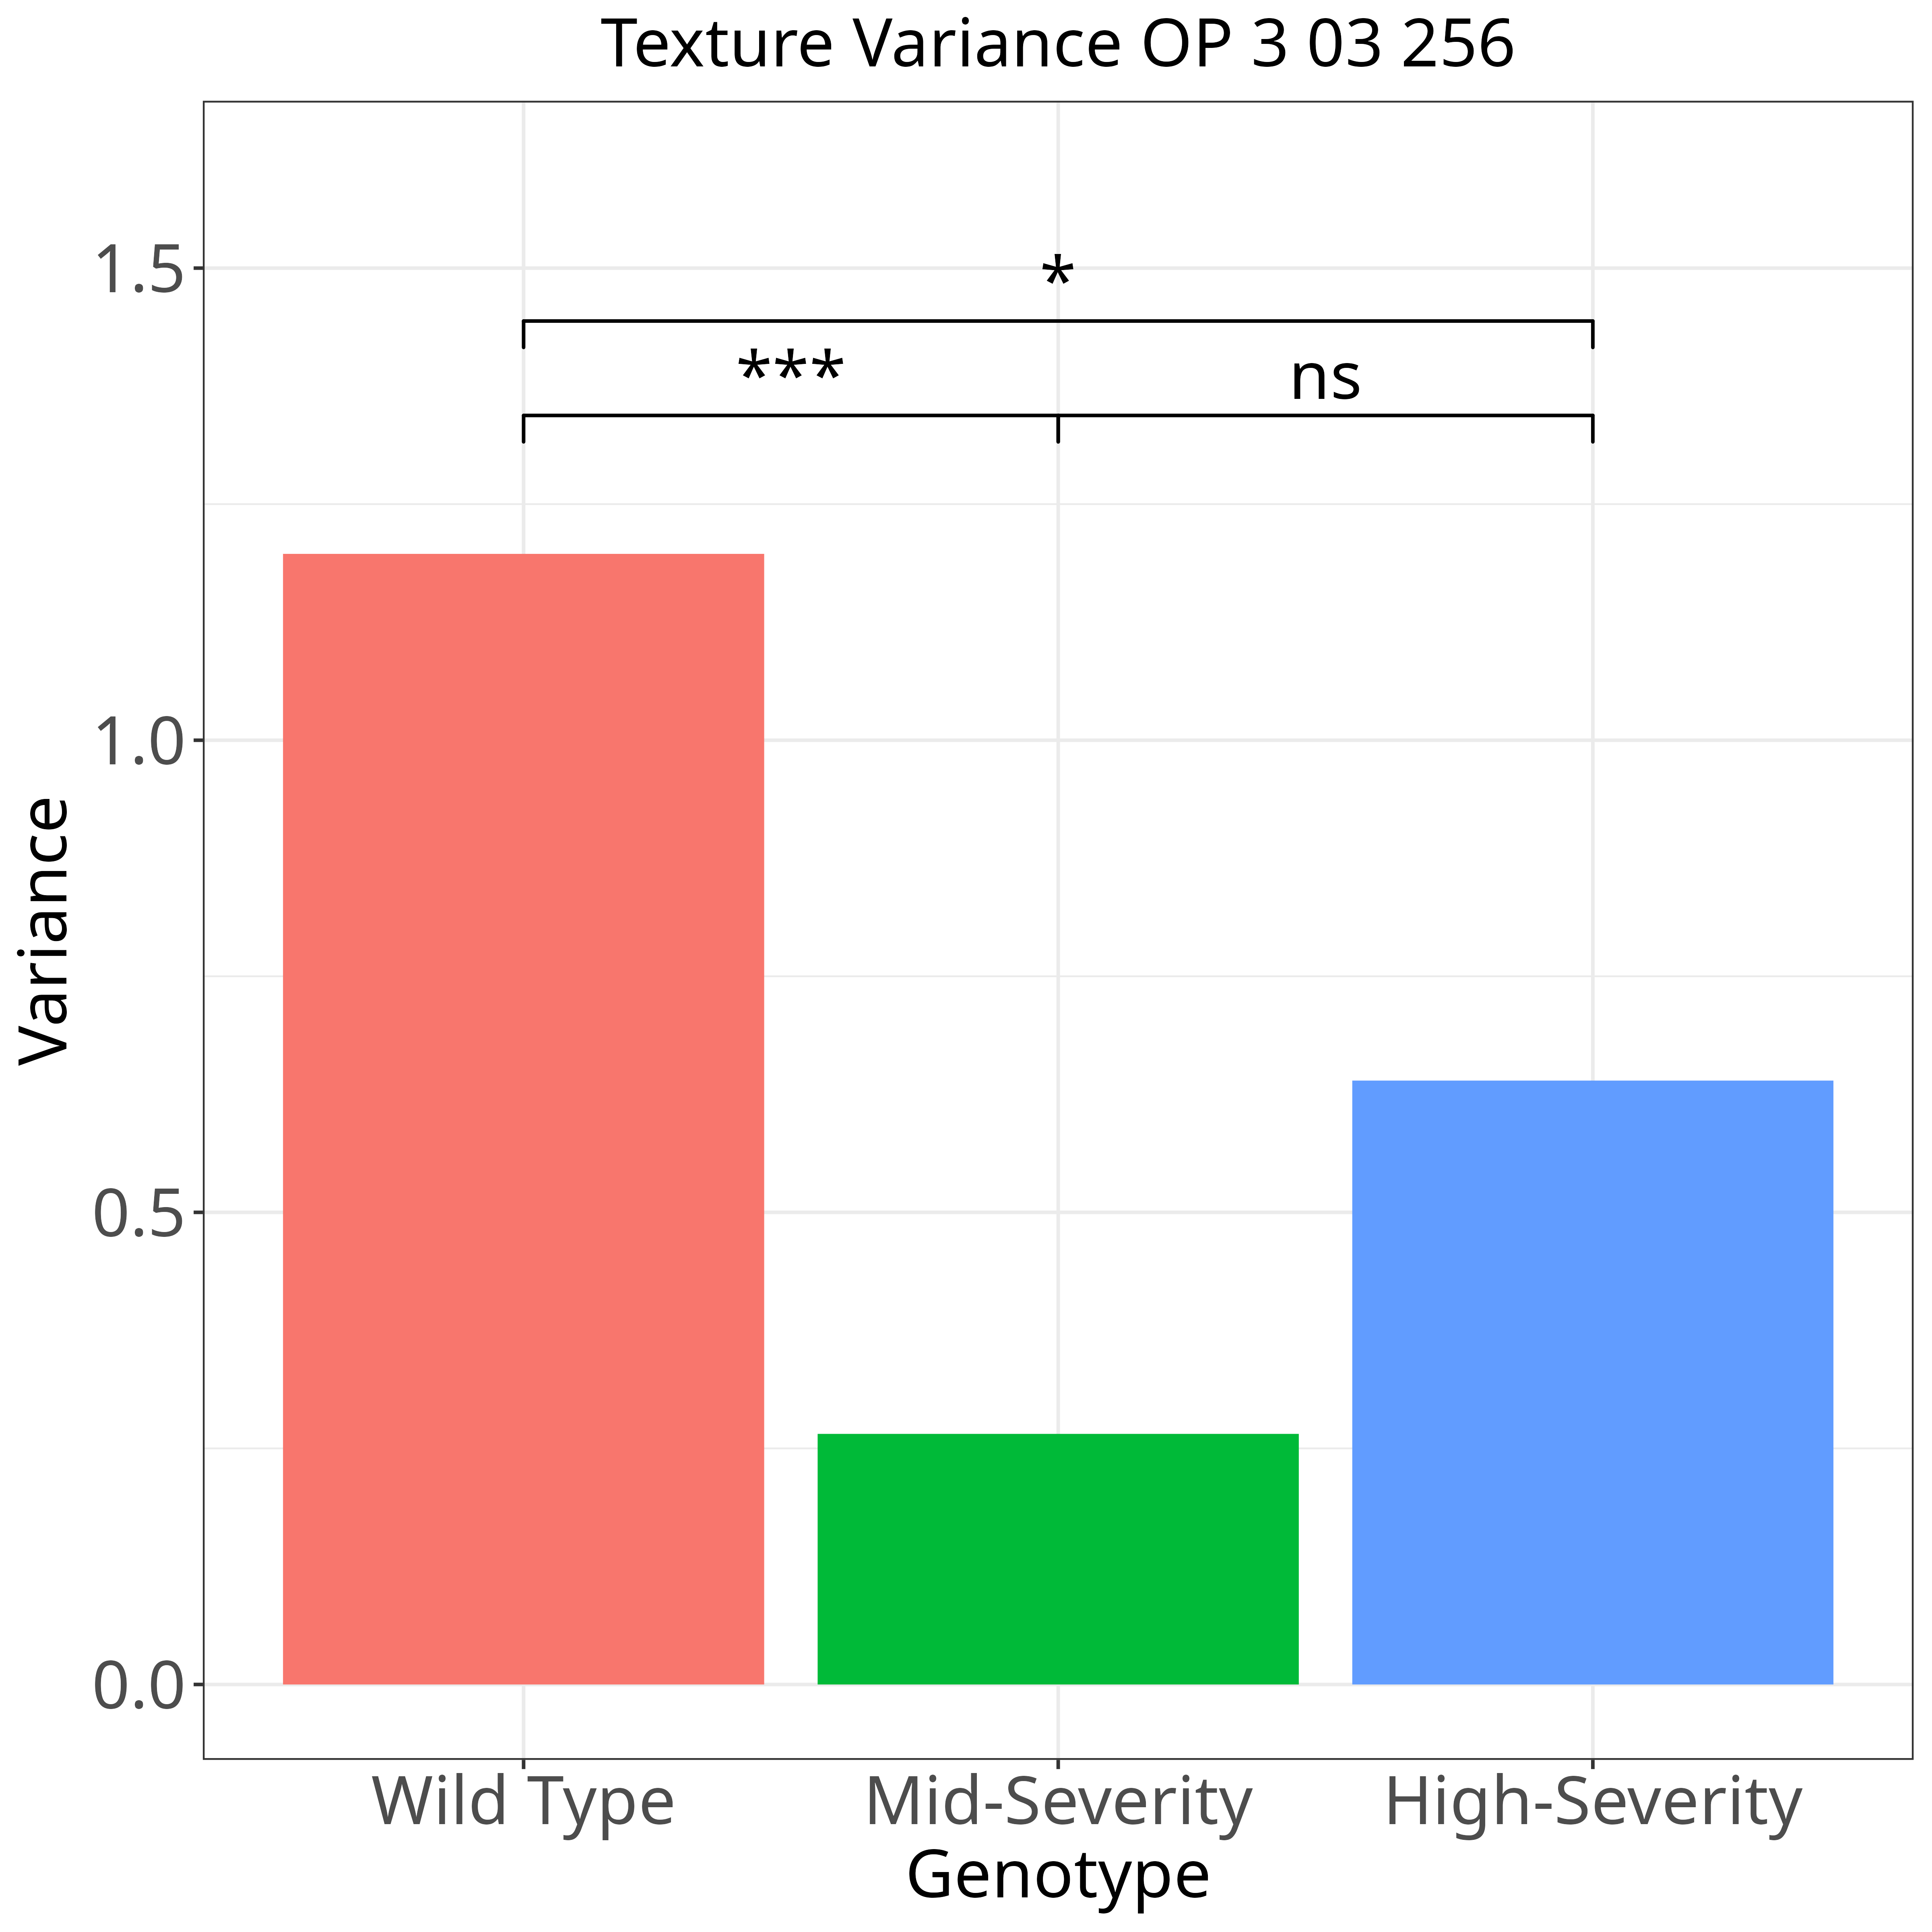 Texture Variance OP 3 03 256
*
***
ns
1.5
1.0
0.5
0.0
Variance
Wild Type
Mid-Severity
High-Severity
Genotype